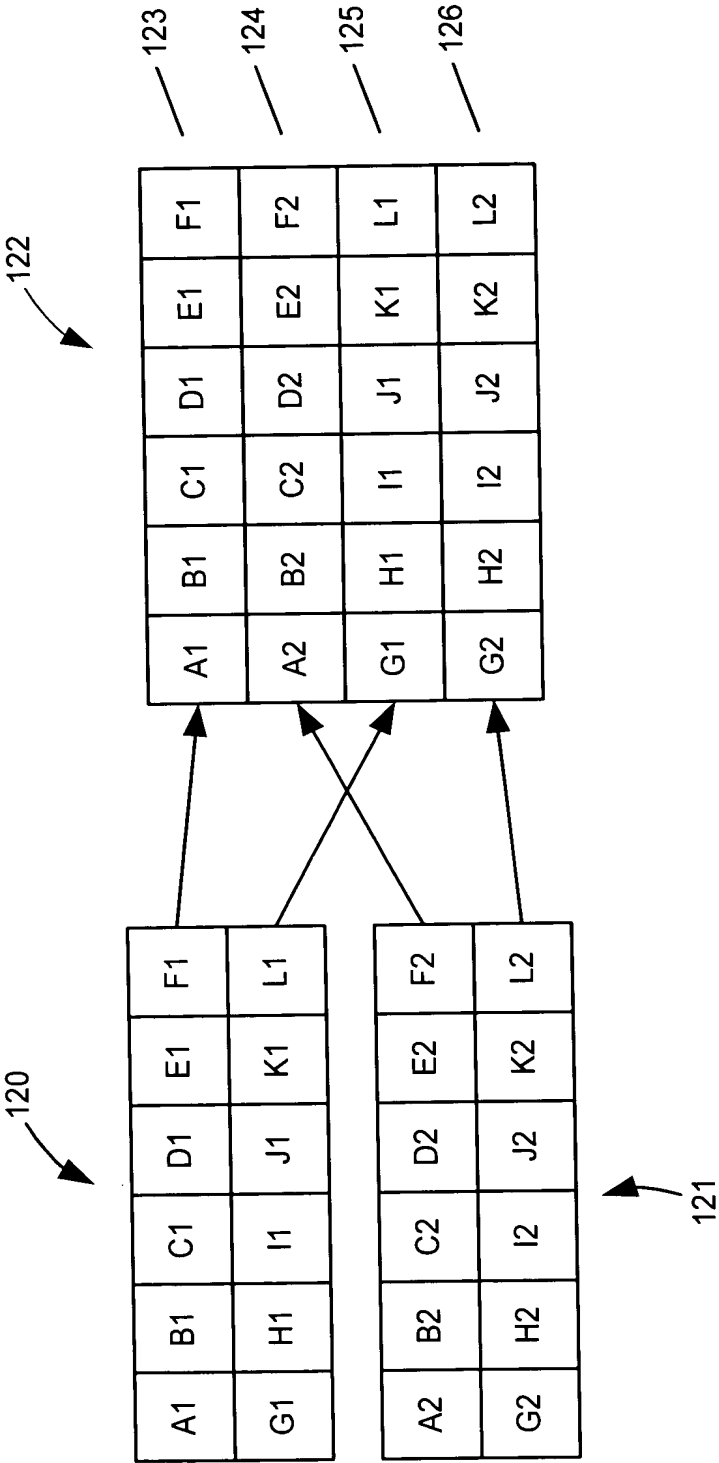 120
A1 B1 C1 D1 E1 F1
G1 H1 I1 J1 K1 L1
A2 B2 C2 D2 E2 F2
G2 H2 I2 J2 K2 L2
121
122
A1 B1 C1 D1 E1 F1 123
A2 B2 C2 D2 E2 F2 124
G1 H1 I1 J1 K1 L1 125
G2 H2 I2 J2 K2 L2 126